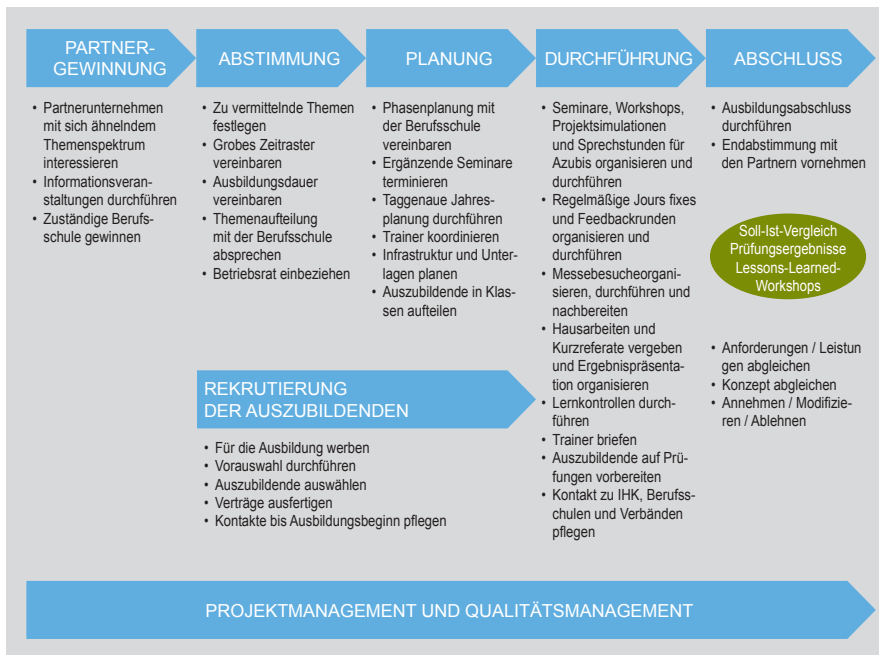 PARTNER-
GEWINNUNG
• Partnerunternehmen
mit sich ähnelndem
Themenspektrum
interessieren
• Informationsveran-
staltungen durchführen
• Zuständige Berufs-
schule gewinnen
ABSTIMMUNG
• Zu vermittelnde Themen
festlegen
• Grobes Zeitraster
vereinbaren
• Ausbildungsdauer
vereinbaren
• Themenaufteilung
mit der Berufsschule
absprechen
• Betriebsrat einbeziehen
PLANUNG
• Phasenplanung mit
der Berufsschule
vereinbaren
• Ergänzende Seminare
terminieren
• Taggenaue Jahres-
planung durchführen
• Trainer koordinieren
• Infrastruktur und Unter-
lagen planen
• Auszubildende in Klas-
sen aufteilen
REKRUTIERUNG
DER AUSZUBILDENDEN
• Für die Ausbildung werben
• Vorauswahl durchführen
• Auszubildende auswählen
• Verträge ausfertigen
• Kontakte bis Ausbildungsbeginn pflegen
DURCHFÜHRUNG
• Seminare, Workshops,
Projektsimulationen
und Sprechstunden für
Azubis organisieren und
durchführen
• Regelmäßige Jours fixes
und Feedbackrunden
organisieren und
durchführen
• Messebesucheorgani-
sieren, durchführen und
nachbereiten
• Hausarbeiten und
Kurzreferate vergeben
und Ergebnispräsenta-
tion organisieren
• Lernkontrollen durch-
führen
• Trainer briefen
• Auszubildende auf Prü-
fungen vorbereiten
• Kontakt zu IHK, Berufss-
chulen und Verbänden
pflegen
ABSCHLUSS
• Ausbildungsabschluss
durchführen
• Endabstimmung mit
den Partnern vornehmen
Soll-Ist-Vergleich
Prüfungsergebnisse
Lessons-Learned-
Workshops
• Anforderungen / Leistun
gen abgleichen
• Konzept abgleichen
• Annehmen / Modifizie-
ren / Ablehnen
PROJEKTMANAGEMENT UND QUALITÄTSMANAGEMENT